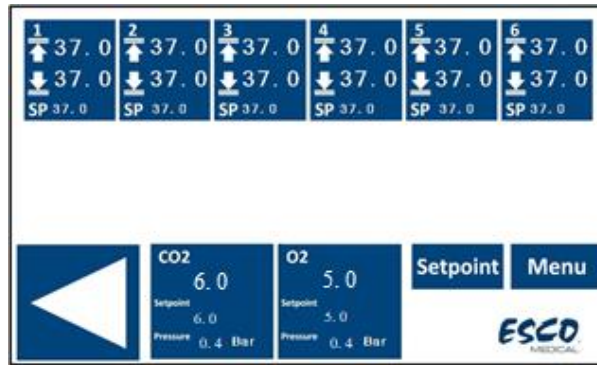 1 2 3 4 5 6
37.0 37.0 37.0 37.0 37.0 37.0
37.0 37.0 37.0 37.0 37.0 37.0
SP 37.0 SP 37.0 SP 37.0 SP 37.0 SP 37.0 SP 37.0
CO2
6.0
Setpoint
6.0
Pressure 0.4 Bar
O2
5.0
Setpoint
5.0
Pressure 0.4 Bar
Setpoint
Menu
ESCO
MEDICAL